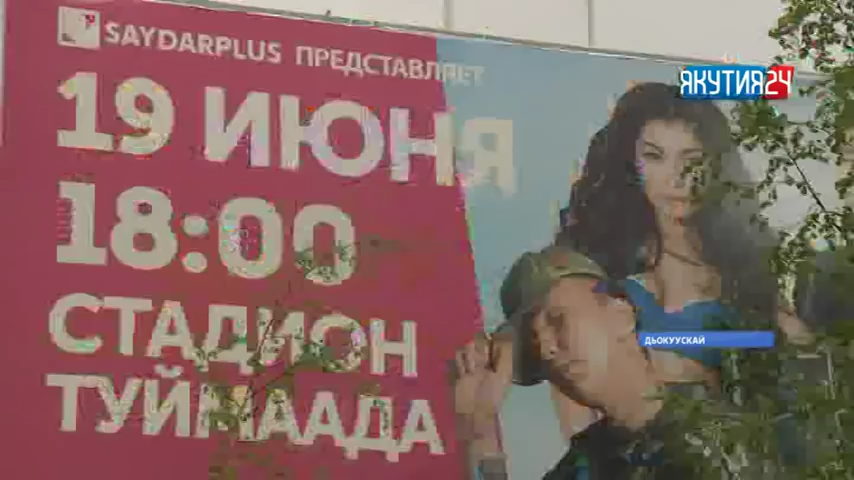 SAYDARPLUS ПРЕДСТАВЛЯЕТ
19 ИЮНЯ
18:00
СТАДИОН
ТУЙМААДА
ЯКУТИЯ24
ДЬОКУУСКАЙ